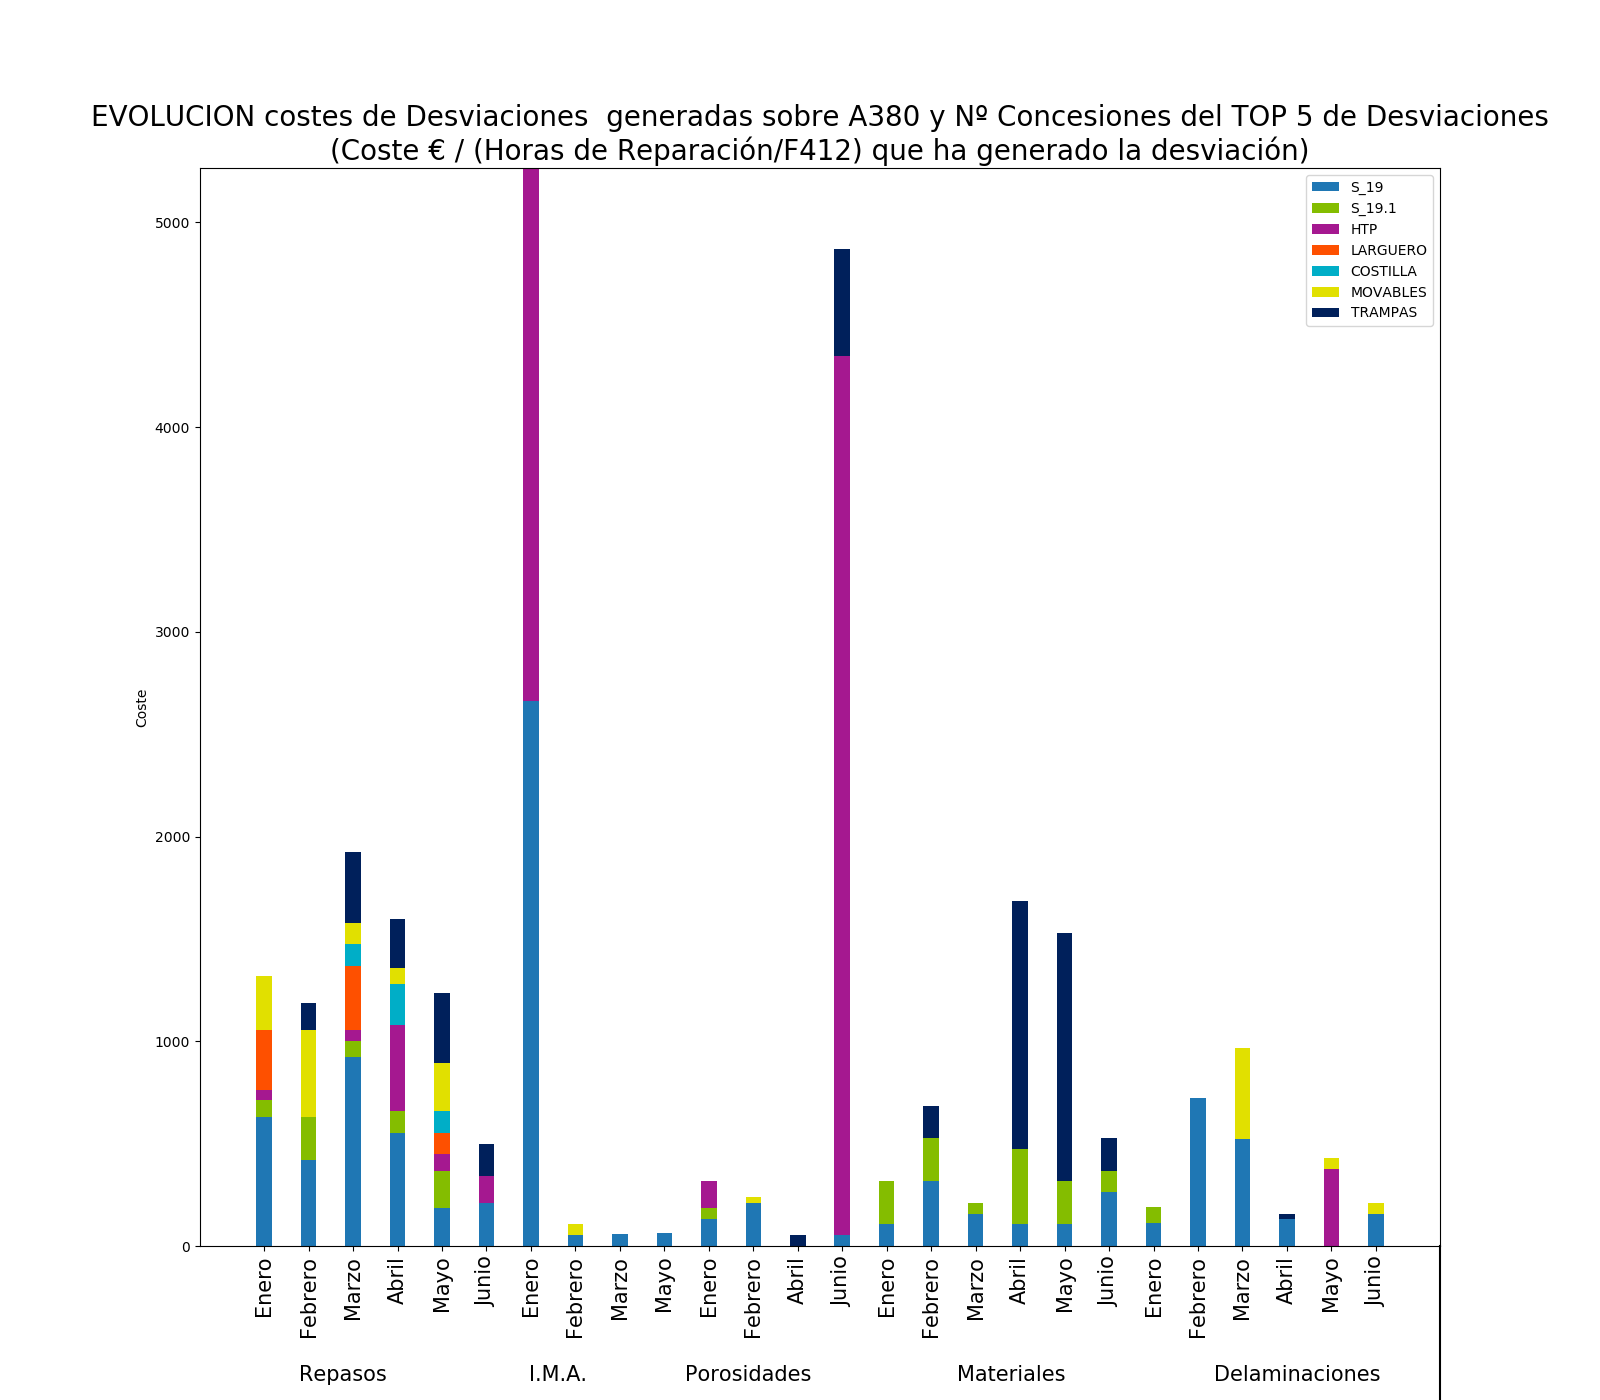 EVOLUCION costes de Desviaciones  generadas sobre A380 y Nº Concesiones del TOP 5 de Desviaciones
(Coste € / (Horas de Reparación/F412) que ha generado la desviación)
S_19
S_19.1
HTP
LARGUERO
COSTILLA
MOVABLES
TRAMPAS
5000
4000
3000
2000
1000
0
Coste
Enero
Febrero
Marzo
Abril
Mayo
Junio
Enero
Febrero
Marzo
Mayo
Enero
Febrero
Abril
Junio
Enero
Febrero
Marzo
Abril
Mayo
Junio
Enero
Febrero
Marzo
Abril
Mayo
Junio
Repasos
I.M.A.
Porosidades
Materiales
Delaminaciones